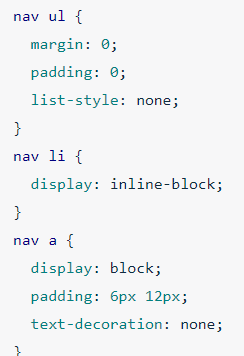 nav ul {
  margin: 0;
  padding: 0;
  list-style: none;
}
nav li {
  display: inline-block;
}
nav a {
  display: block;
  padding: 6px 12px;
  text-decoration: none;
}